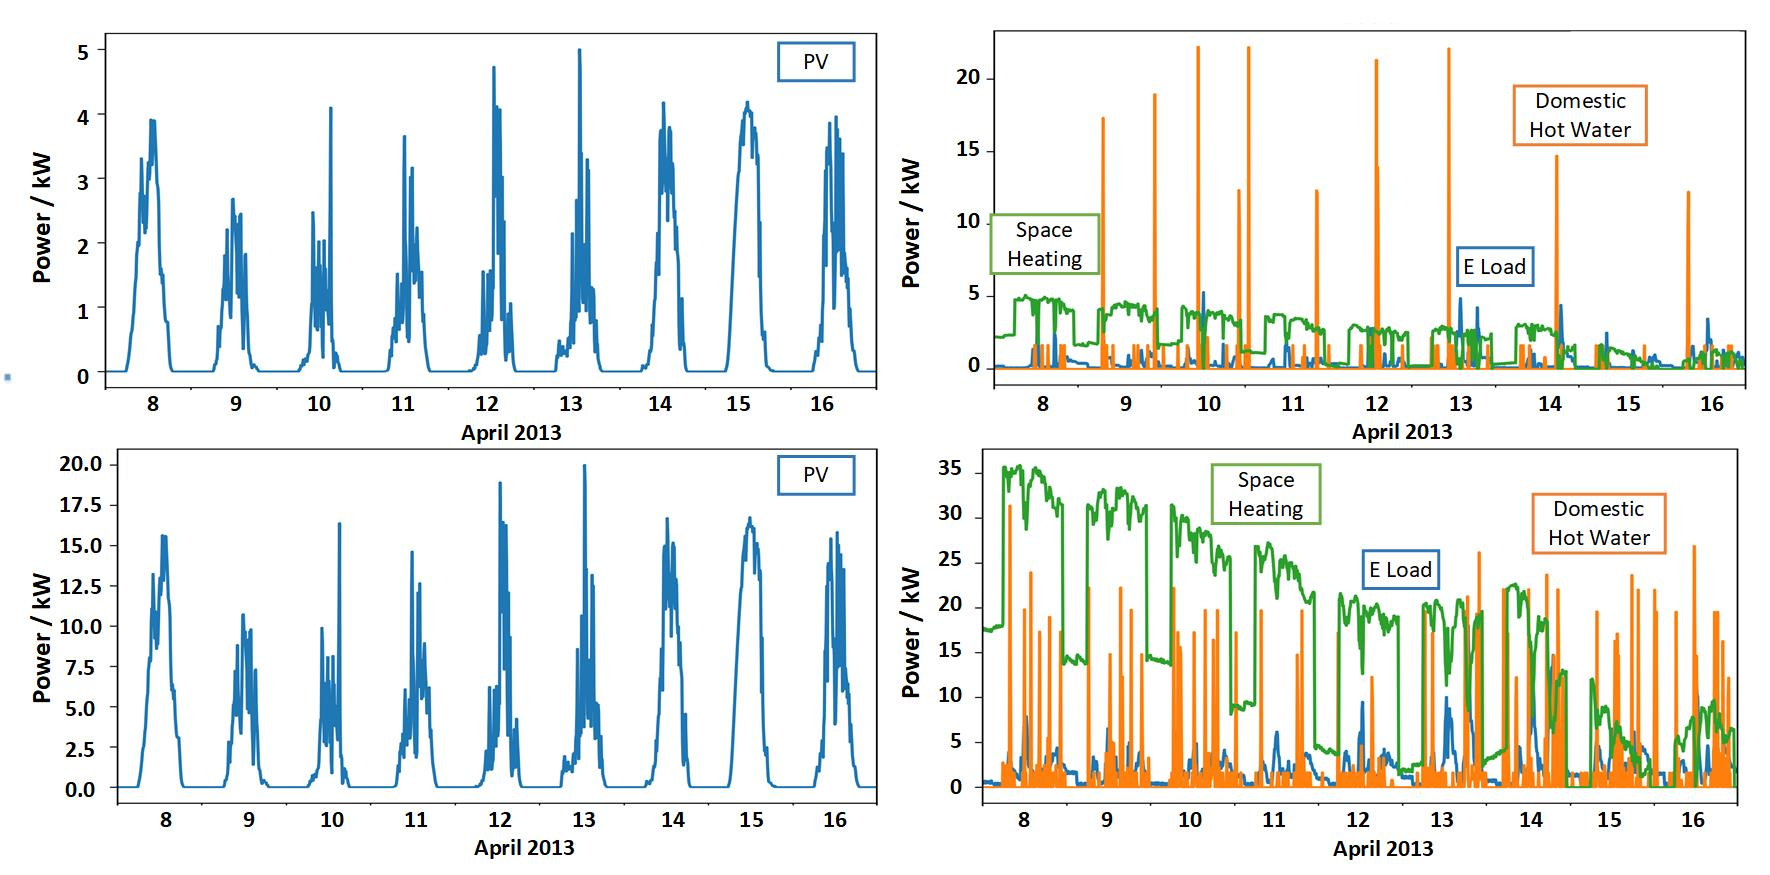 5
4
3
2
1
0
Power / kW
PV
8 9 10 11 12 13 14 15 16
April 2013
20
15
10
5
0
Power / kW
Space
Heating
E Load
Domestic
Hot Water
8 9 10 11 12 13 14 15 16
April 2013
20.0
17.5
15.0
12.5
10.0
7.5
5.0
2.5
0.0
Power / kW
PV
8 9 10 11 12 13 14 15 16
April 2013
35
30
25
20
15
10
5
0
Power / kW
Space
Heating
E Load
Domestic
Hot Water
8 9 10 11 12 13 14 15 16
April 2013